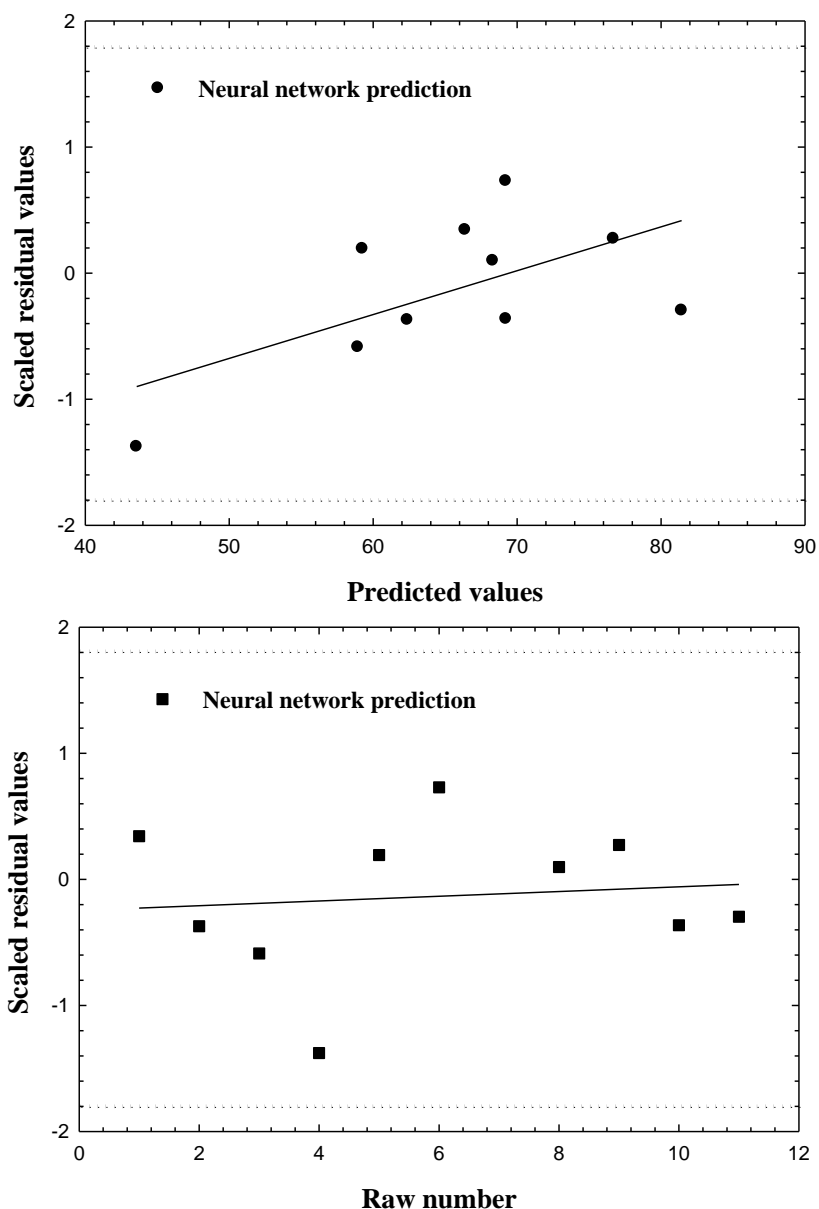 2
Neural network prediction
1
0
-1
-2
40 50 60 70 80 90
Scaled residual values
Predicted values
2
Neural network prediction
1
0
-1
-2
0 2 4 6 8 10 12
Scaled residual values
Raw number